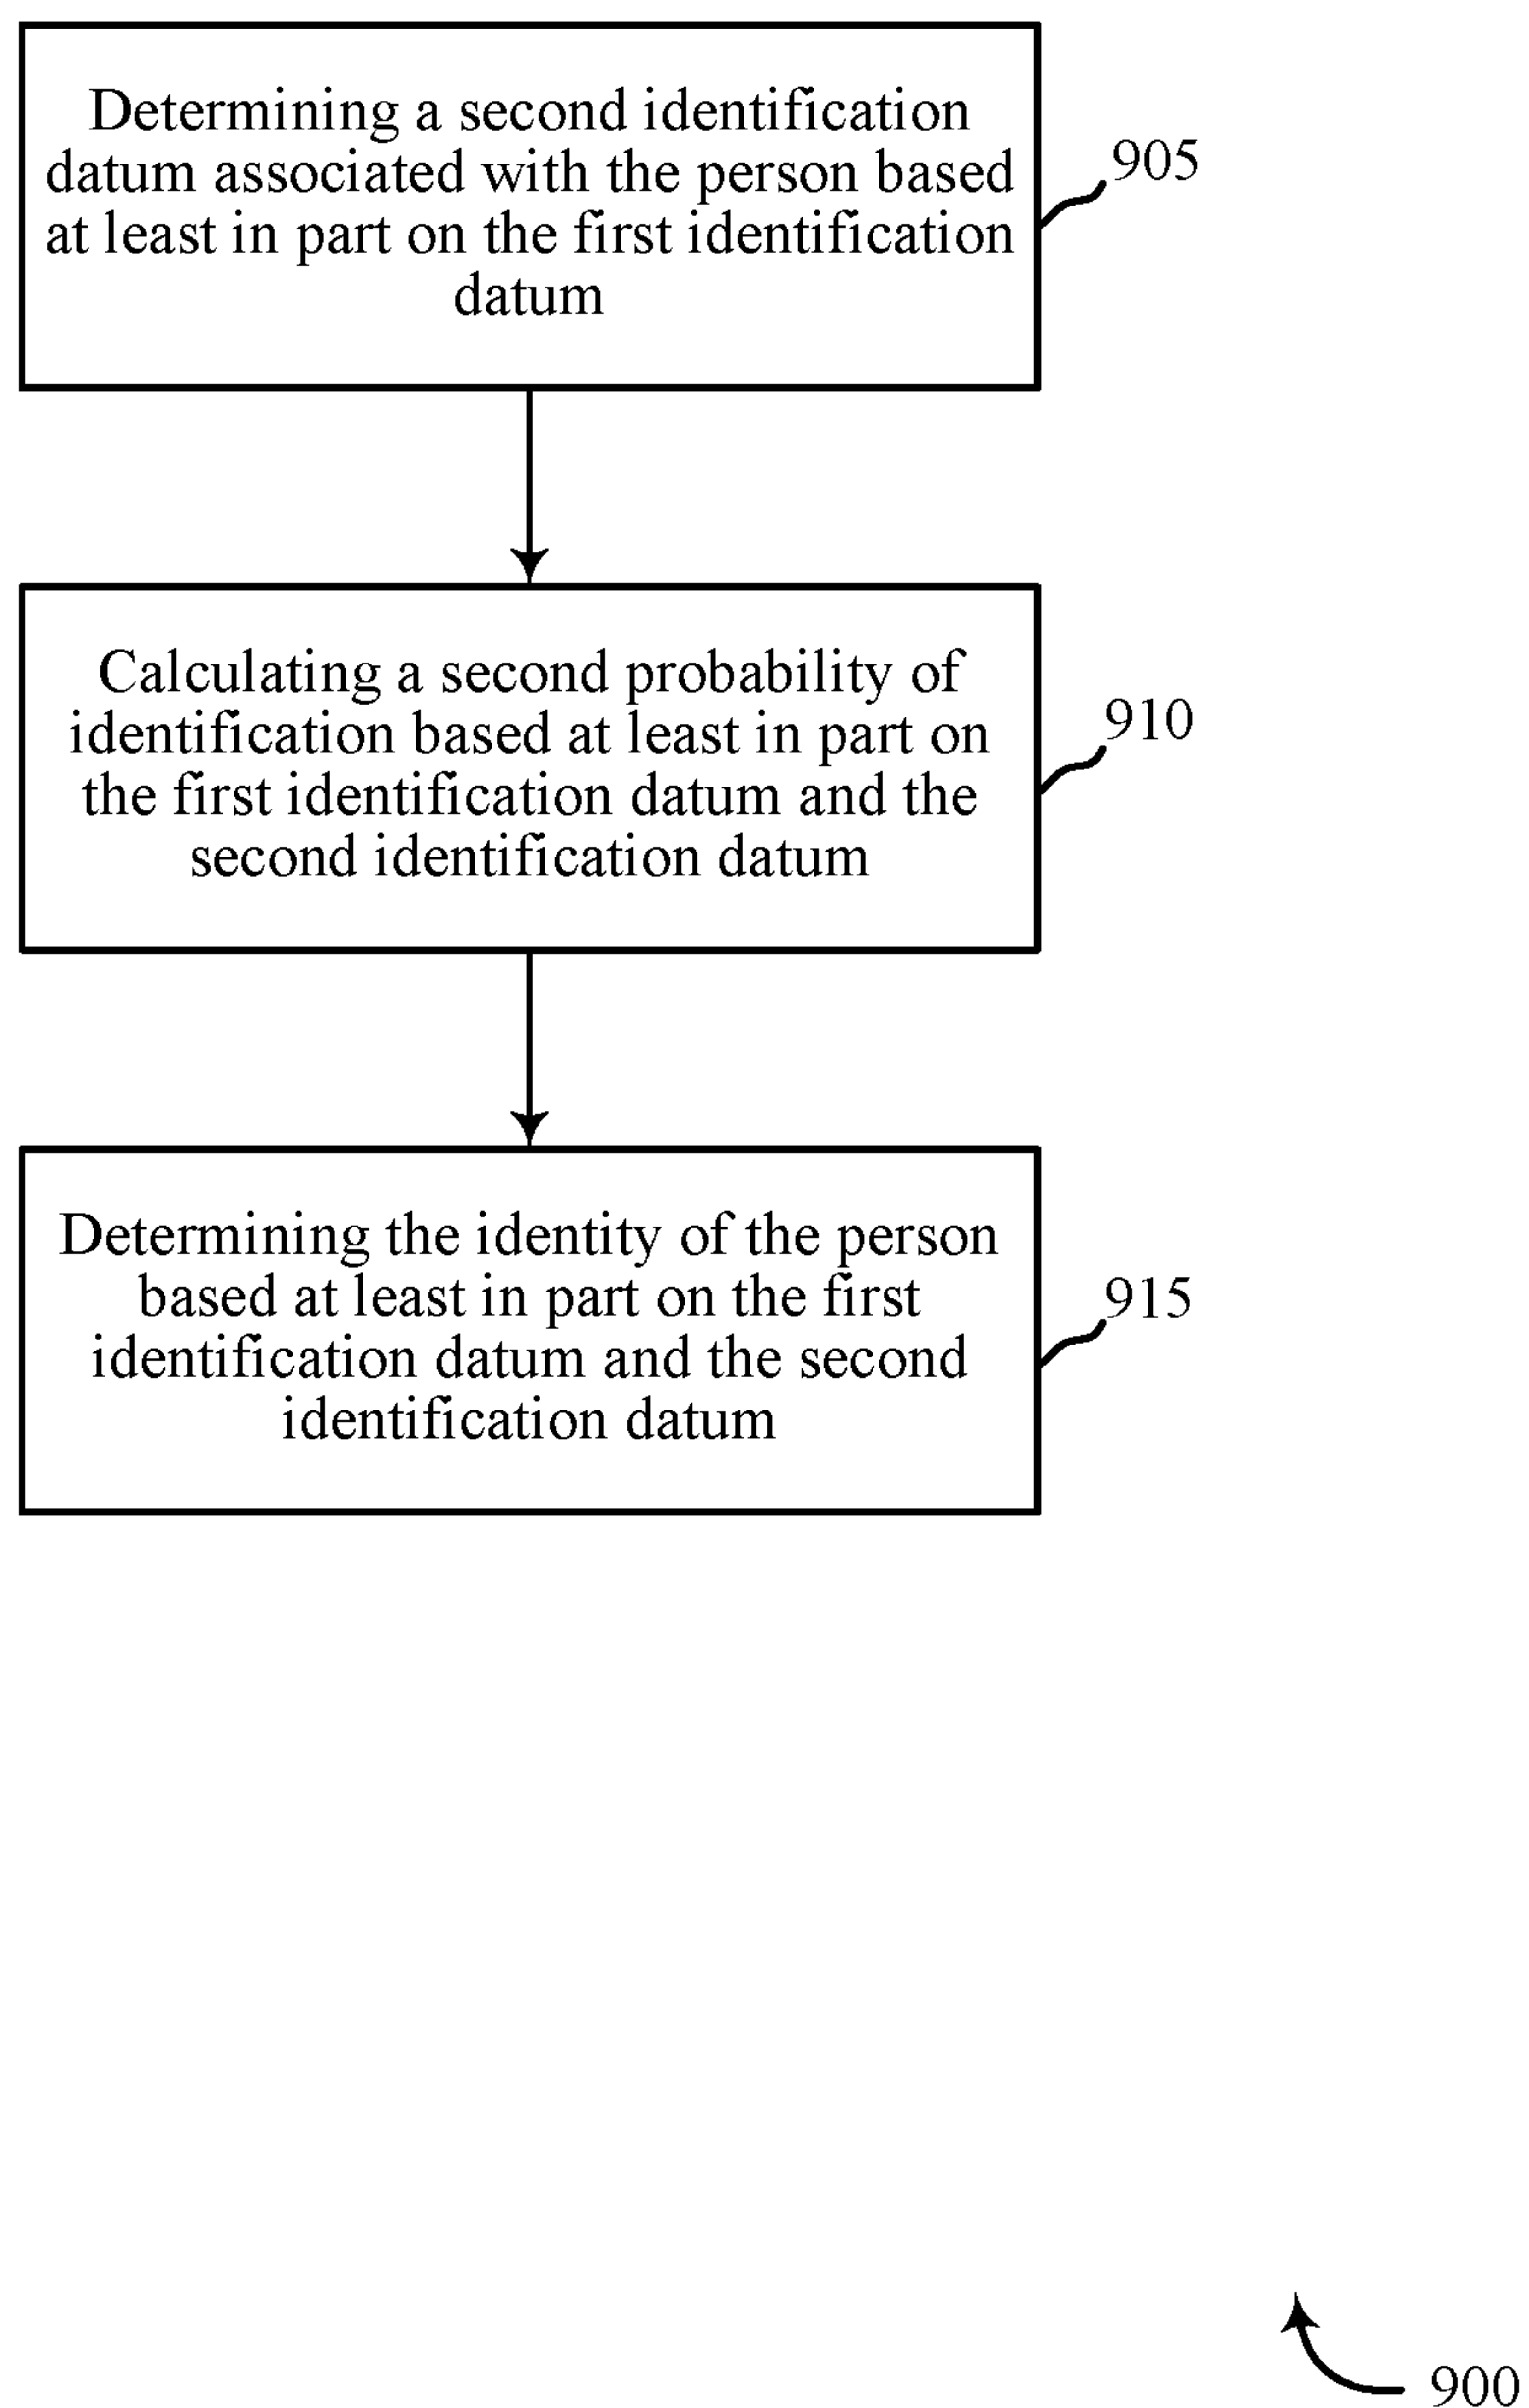 Determining a second identification
datum associated with the person based
at least in part on the first identification
datum
905
Calculating a second probability of
identification based at least in part on
the first identification datum and the
second identification datum
910
Determining the identity of the person
based at least in part on the first
identification datum and the second
identification datum
915
900